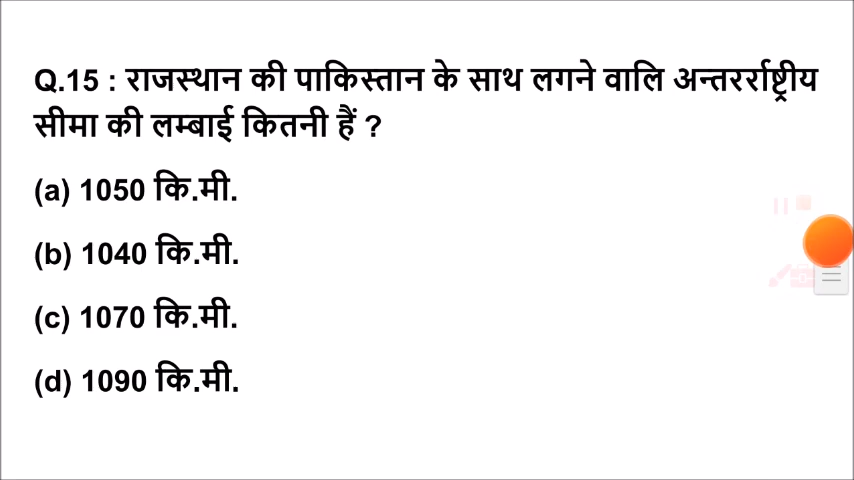 Q.15 : राजस्थान की पाकिस्तान के साथ लगने वालि अन्तरर्राष्ट्रीय
सीमा की लम्बाई कितनी हैं ?
(a) 1050 कि.मी.
(b) 1040 कि.मी.
(c) 1070 कि.मी.
(d) 1090 कि.मी.